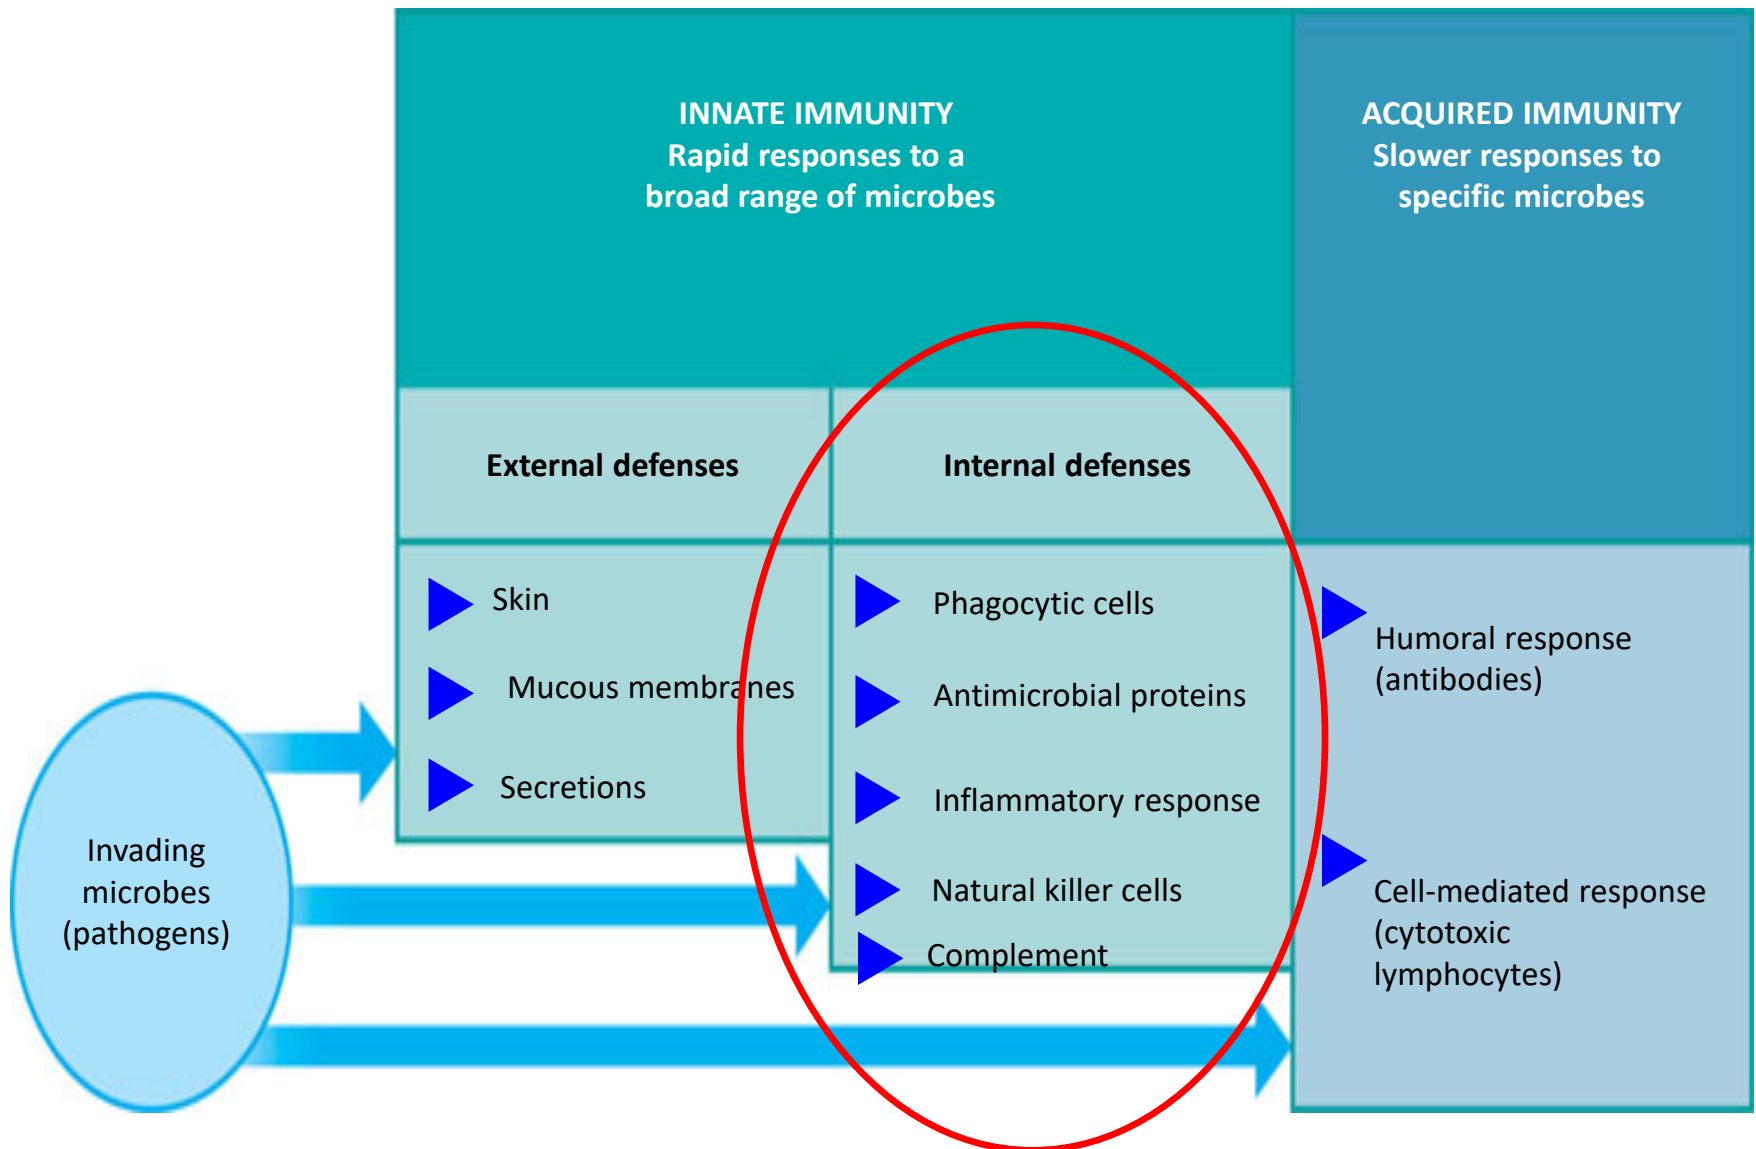 INNATE IMMUNITY
Rapid responses to a
broad range of microbes
ACQUIRED IMMUNITY
Slower responses to
specific microbes
External defenses
Internal defenses
Skin
Mucous membranes
Secretions
Phagocytic cells
Antimicrobial proteins
Inflammatory response
Natural killer cells
Complement
Humoral response
(antibodies)
Cell-mediated response
(cytotoxic
lymphocytes)
Invading
microbes
(pathogens)